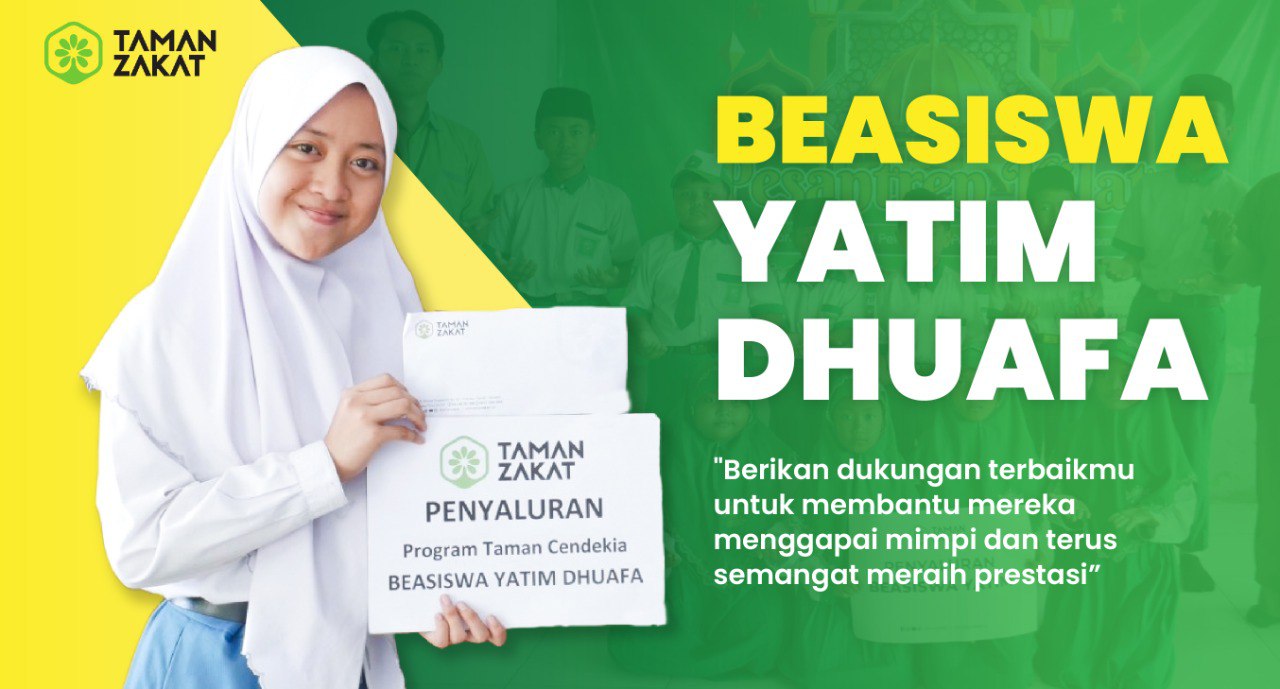 TAMAN
ZAKAT
BEASISWA
YATIM
DHUAFA
"Berikan dukungan terbaikmu
untuk membantu mereka
menggapai mimpi dan terus
semangat meraih prestasi”
TAMAN
ZAKAT
TAMAN
ZAKAT
PENYALURAN
Program Taman Cendekia
BEASISWA YATIM DHUAFA
PENYALURAN